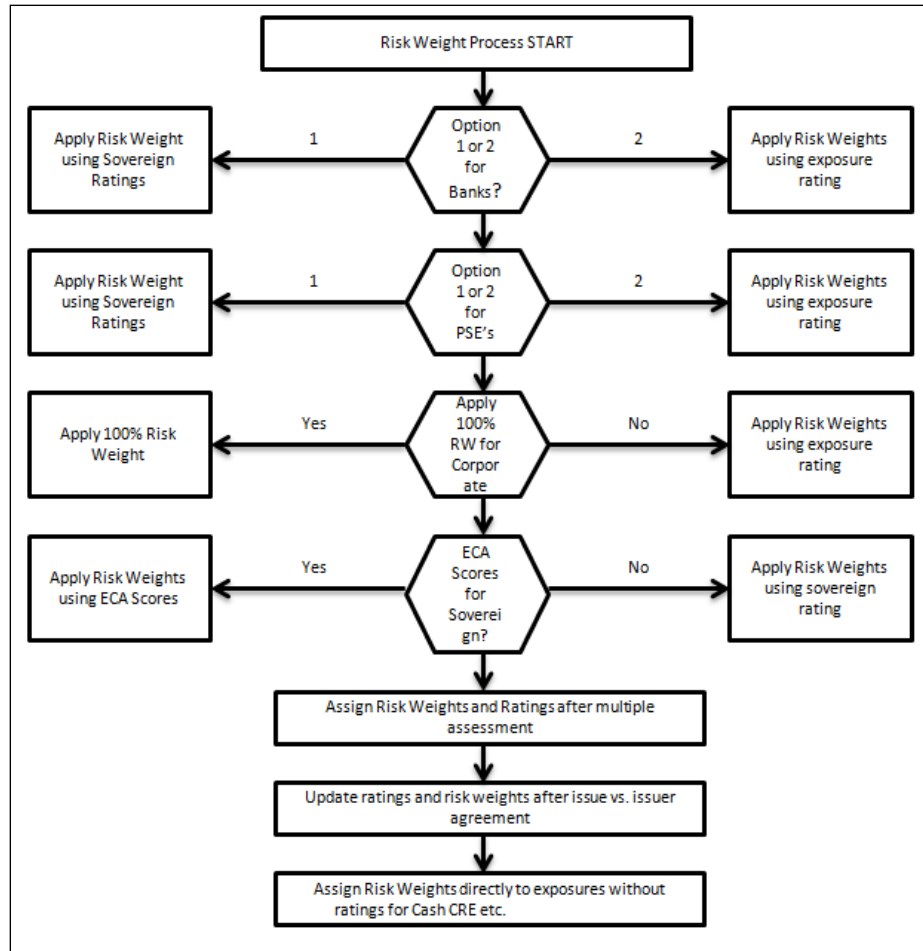 Risk Weight Process START
Apply Risk Weight
using Sovereign
Ratings
1
Option
1 or 2
for
Banks?
2
Apply Risk Weights
using exposure
rating
Apply Risk Weight
using Sovereign
Ratings
1
Option
1 or 2
for
PSE's
2
Apply Risk Weights
using exposure
rating
Apply 100% Risk
Weight
Yes
Apply
100%
RW for
Corpor
ate
No
Apply Risk Weights
using exposure
rating
Apply Risk Weights
using ECA Scores
Yes
ECA
Scores
for
Soverei
gn?
No
Apply Risk Weights
using sovereign
rating
Assign Risk Weights and Ratings after multiple
assessment
Update ratings and risk weights after issue vs. issuer
agreement
Assign Risk Weights directly to exposures without
ratings for Cash CRE etc.